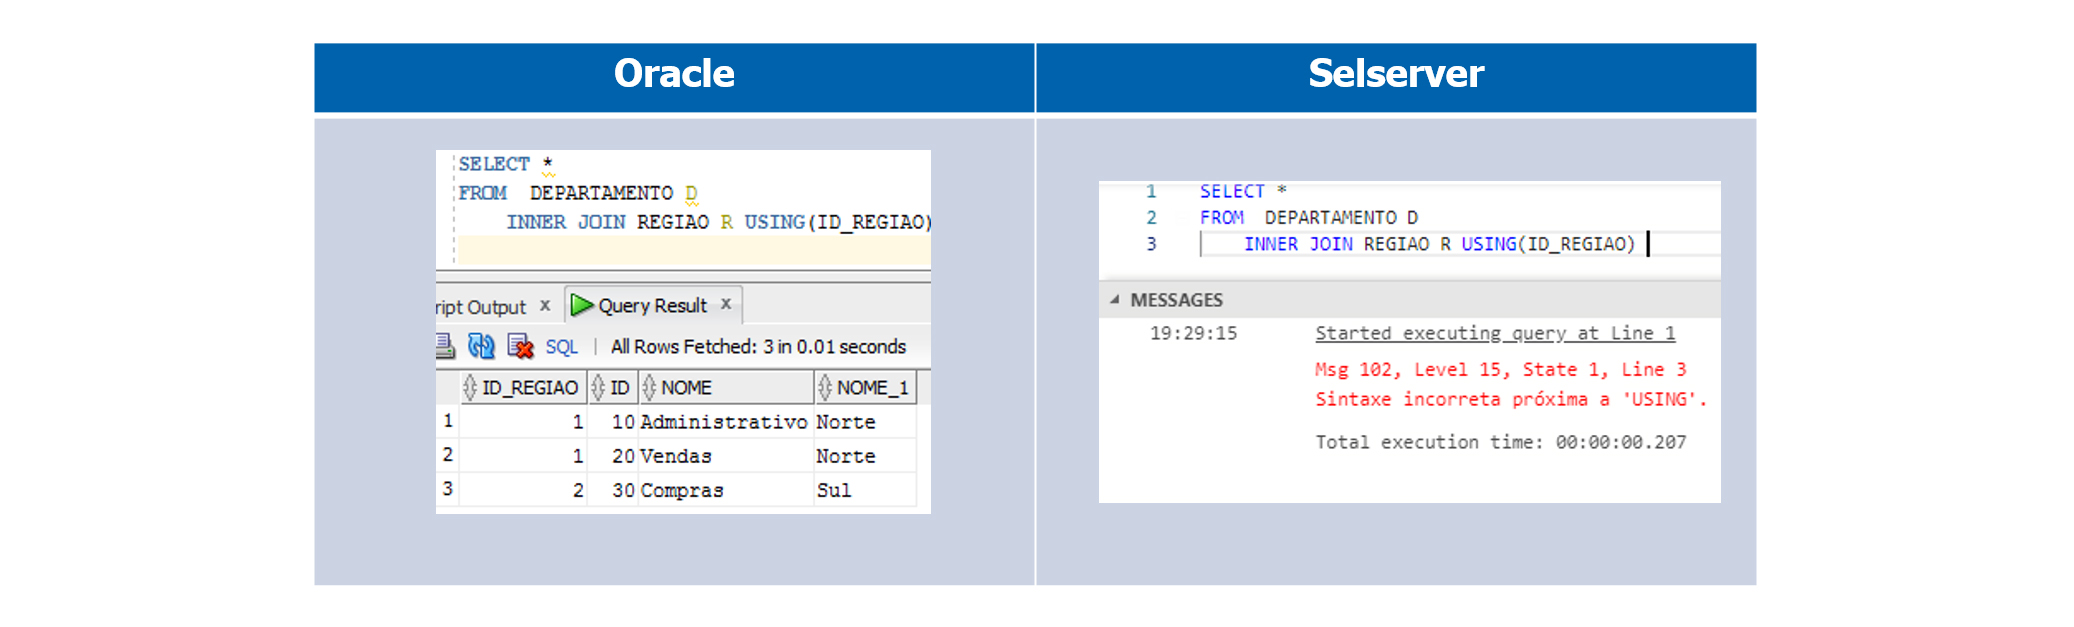 Oracle
Selserver
SELECT *
FROM  DEPARTAMENTO D
    INNER JOIN REGIAO R USING(ID_REGIAO)
ript Output x Query Result x
SQL | All Rows Fetched: 3 in 0.01 seconds
ID_REGIAO ID NOME NOME_1
1 1 10 Administrativo Norte
2 1 20 Vendas Norte
3 2 30 Compras Sul
1 SELECT *
2 FROM  DEPARTAMENTO D
3     INNER JOIN REGIAO R USING(ID_REGIAO)
MESSAGES
19:29:15 Started executing query at Line 1
Msg 102, Level 15, State 1, Line 3
Sintaxe incorreta próxima a 'USING'.
Total execution time: 00:00:00.207